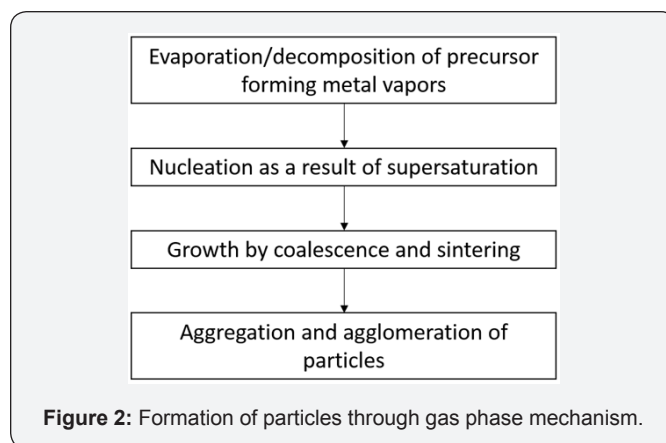 Evaporation/decomposition of precursor
forming metal vapors
Nucleation as a result of supersaturation
Growth by coalescence and sintering
Aggregation and agglomeration of
particles
Figure 2: Formation of particles through gas phase mechanism.